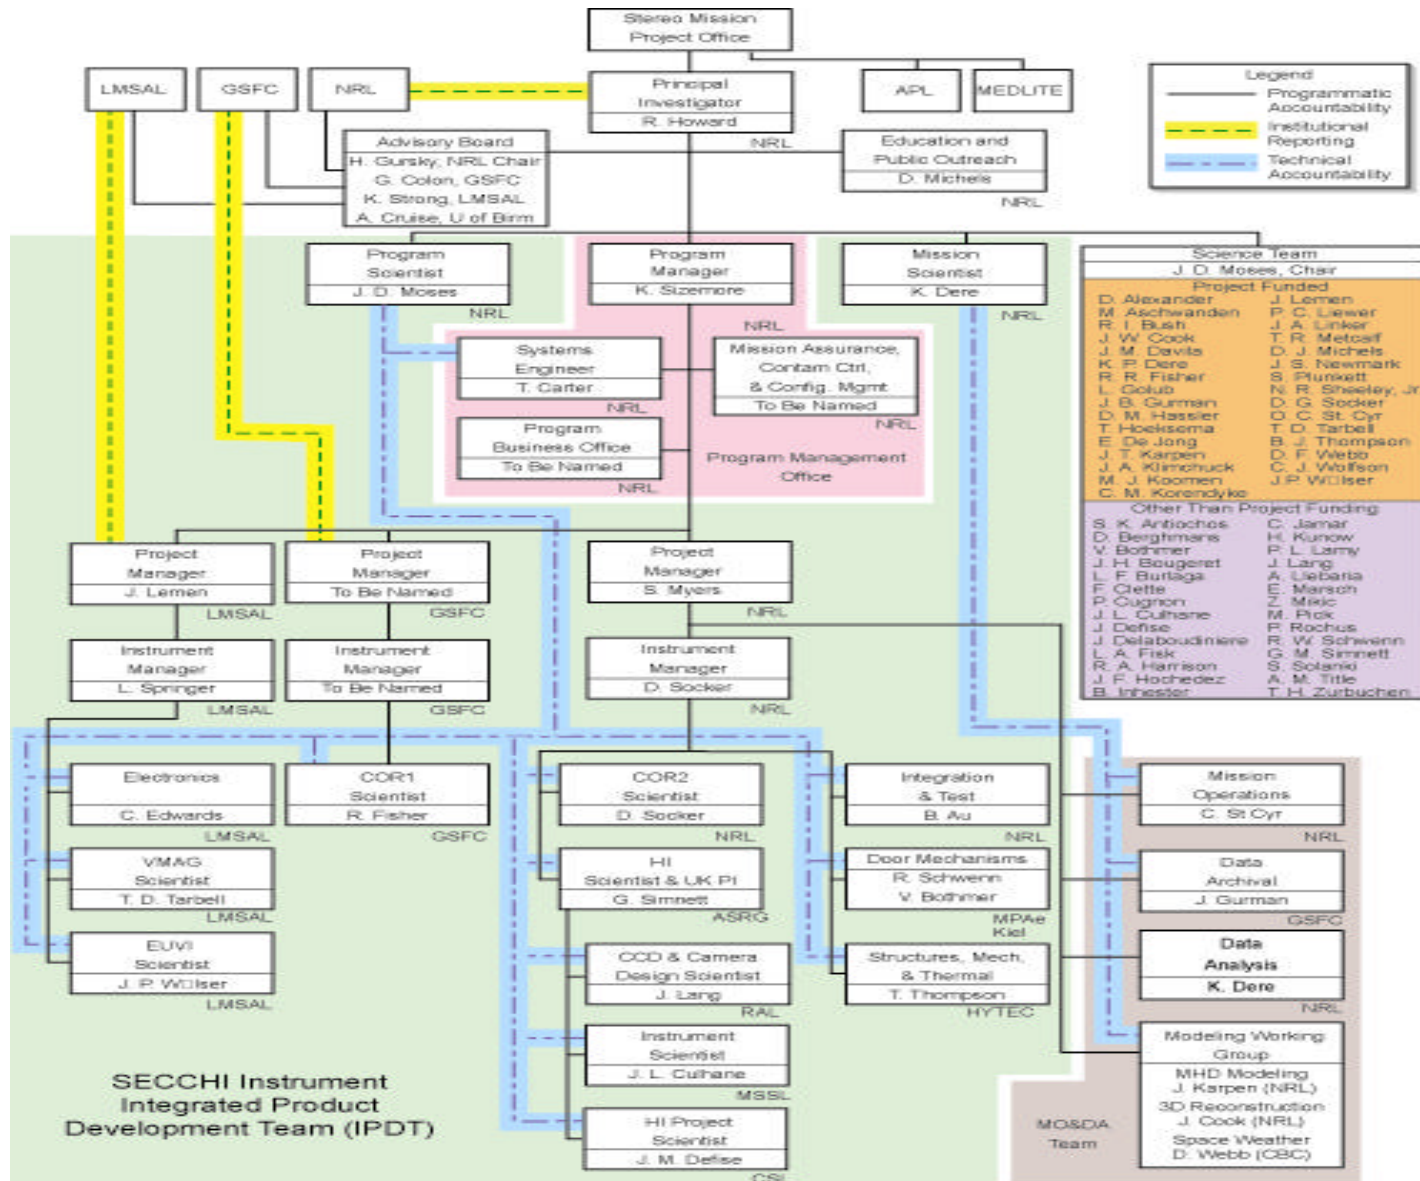 Stereo Mission
Project Office
LMSAL
GSFC
NRL
Principal
Investigator
R. Howard
NRL
APL
MEDLITE
Legend
Programmatic
Accountability
Institutional
Reporting
Technical
Accountability
Advisory Board
H. Gursky, NRL Chair
G. Colon, GSFC
K. Strong, LMSAL
A. Cruise, U of Birm
Education and
Public Outreach
D. Michels
NRL
Program
Scientist
J. D. Moses
NRL
Program
Manager
K. Sizemore
NRL
Mission
Scientist
K. Dere
NRL
Systems
Engineer
T. Carter
NRL
Mission Assurance,
Contam Ctrl,
& Config. Mgmt
To Be Named
NRL
Program
Business Office
To Be Named
NRL
Program Management
Office
Science Team
J. D. Moses, Chair
Project Funded
D. Alexander
M. Aschwanden
R. I. Bush
J. W. Cook
J. M. Davila
K. P. Dere
R. R. Fisher
L. Golub
J. B. Gurman
D. M. Hassler
T. Hoeksema
E. De Jong
J. T. Karpen
J. A. Klimchuck
M. J. Koomen
C. M. Korendyke
J. Lemen
P. C. Liewer
J. A. Linker
T. R. Metcalf
D. J. Michels
J. S. Newmark
S. Plunkett
N. R. Sheeley, Jr
D. G. Socker
O. C. St. Cyr
T. D. Tarbell
B. J. Thompson
D. F. Webb
C. J. Wolfson
J.P. W□lser
Other Than Project Funding
S. K. Antiochos
D. Berghmans
V. Bothmer
J. H. Bougeret
L. F. Burlaga
F. Clette
P. Cugnon
J. L. Culhane
J. Defise
J. Delaboudiniere
L. A. Fisk
R. A. Harrison
J. F. Hochedez
B. Inhester
C. Jamar
H. Kunow
P. L. Lamy
J. Lang
A. Liebaria
E. Marsch
Z. Mikic
M. Pick
P. Rochus
R. W. Schwenn
G. M. Simnett
S. Solanki
A. M. Title
T. H. Zurbuchen
Project
Manager
J. Lemen
LMSAL
Project
Manager
To Be Named
GSFC
Project
Manager
S. Myers
NRL
Instrument
Manager
L. Springer
LMSAL
Instrument
Manager
To Be Named
GSFC
Instrument
Manager
D. Socker
NRL
Electronics
C. Edwards
LMSAL
COR1
Scientist
R. Fisher
GSFC
COR2
Scientist
D. Socker
NRL
Integration
& Test
B. Au
NRL
Mission
Operations
C. St Cyr
NRL
VMAG
Scientist
T. D. Tarbell
LMSAL
HI
Scientist & UK PI
G. Simnett
ASRG
Door Mechanisms
R. Schwenn
V. Bothmer
MPAe
Kiel
Data
Archival
J. Gurman
GSFC
EUVI
Scientist
J. P. W□lser
LMSAL
CCD & Camera
Design Scientist
J. Lang
RAL
Structures, Mech,
& Thermal
T. Thompson
HYTEC
Data
Analysis
K. Dere
NRL
Instrument
Scientist
J. L. Culhane
MSSL
Modeling Working
Group
MHD Modeling
J. Karpen (NRL)
3D Reconstruction
J. Cook (NRL)
Space Weather
D. Webb (CBC)
HI Project
Scientist
J. M. Defise
CSL
SECCHI Instrument
Integrated Product
Development Team (IPDT)
MO&DA
Team